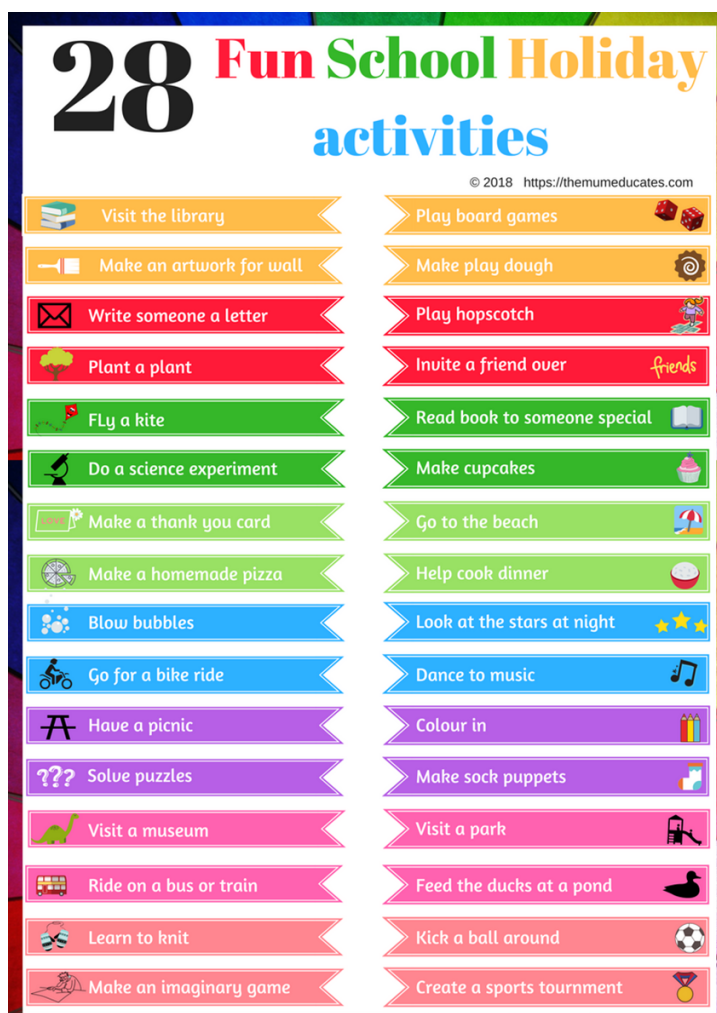 28 Fun School Holiday
activities
© 2018 https://themumeducates.com
Visit the library
Make an artwork for wall
Write someone a letter
Plant a plant
FLy a kite
Do a science experiment
LOVE
Make a thank you card
Make a homemade pizza
Blow bubbles
Go for a bike ride
Have a picnic
??? Solve puzzles
Visit a museum
Ride on a bus or train
Learn to knit
Make an imaginary game
Play board games
Make play dough
Play hopscotch
Invite a friend over friends
Read book to someone special
Make cupcakes
Go to the beach
Help cook dinner
Look at the stars at night
Dance to music
Colour in
Make sock puppets
Visit a park
Feed the ducks at a pond
Kick a ball around
Create a sports tournment